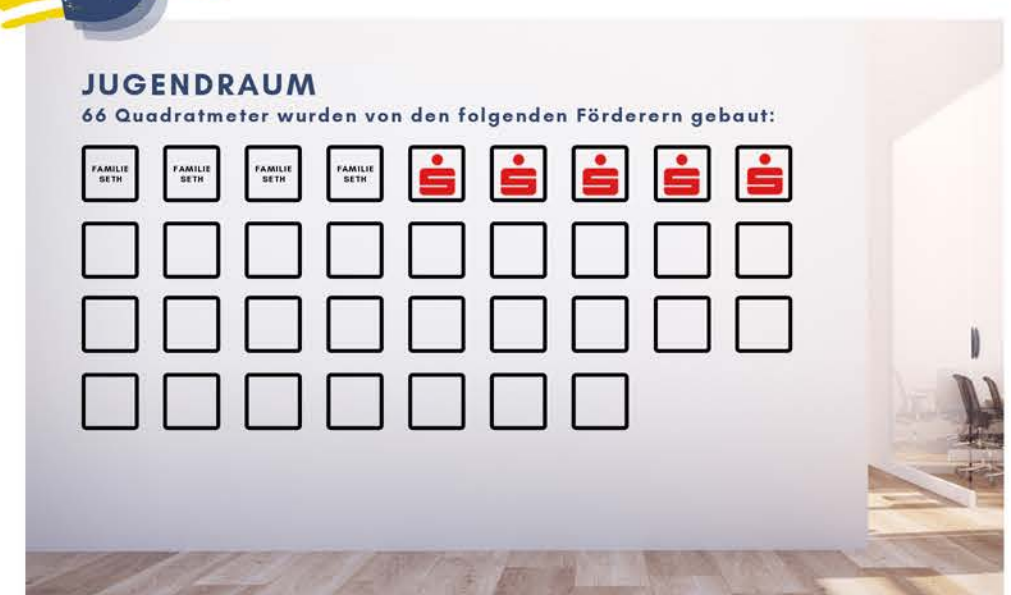 JUGENDRAUM
66 Quadratmeter wurden von den folgenden Förderern gebaut:
FAMILIE
SETH
FAMILIE
SETH
FAMILIE
SETH
FAMILIE
SETH